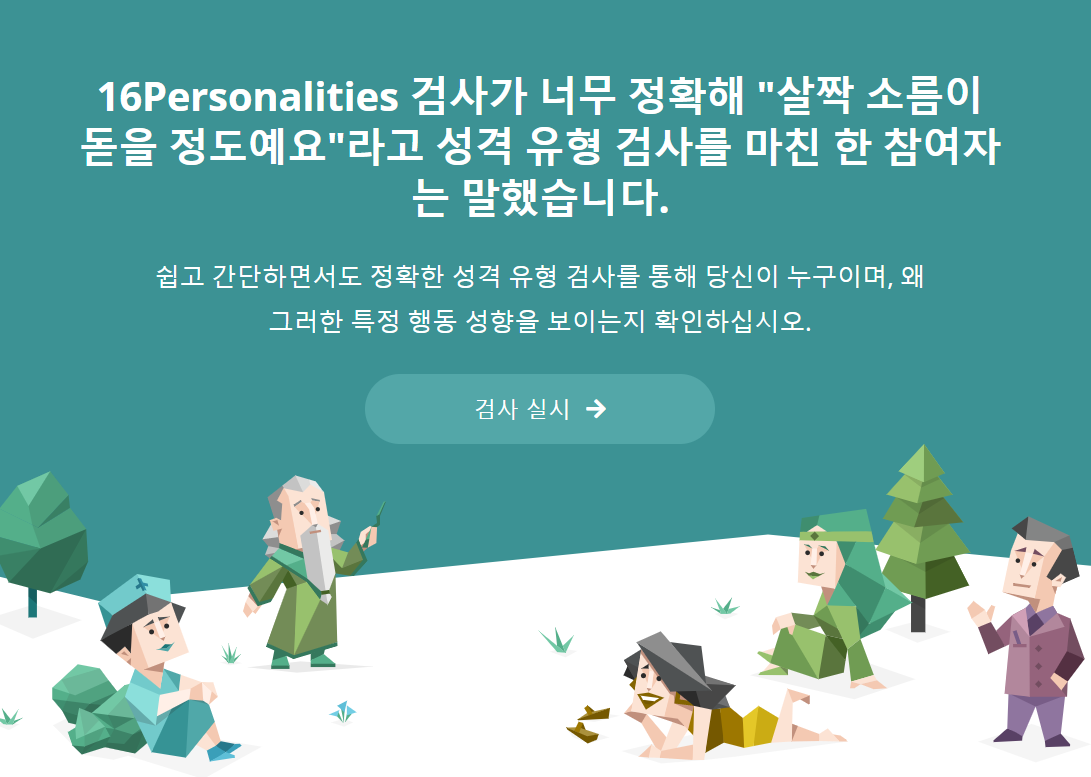 16Personalities 검사가 너무 정확해 "살짝 소름이
돋을 정도예요"라고 성격 유형 검사를 마친 한 참여자
는 말했습니다.
쉽고 간단하면서도 정확한 성격 유형 검사를 통해 당신이 누구이며, 왜
그러한 특정 행동 성향을 보이는지 확인하십시오.
검사 실시